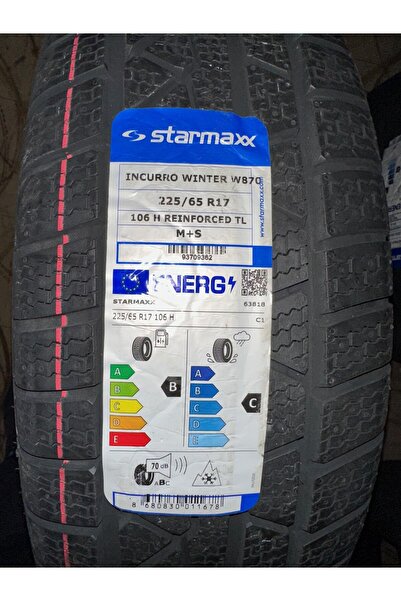 starmaxx
INCURRO WINTER W870
225/65 R17
106 H REINFORCED TL
M+S
93709362
www.starmaxx.com
ENERG
STARMAXX
63818
225/65 R17 106 H
C1
A
B
C
D
E
B
A
B
C
D
E
C
70 dB
ABC
8 680830 011678